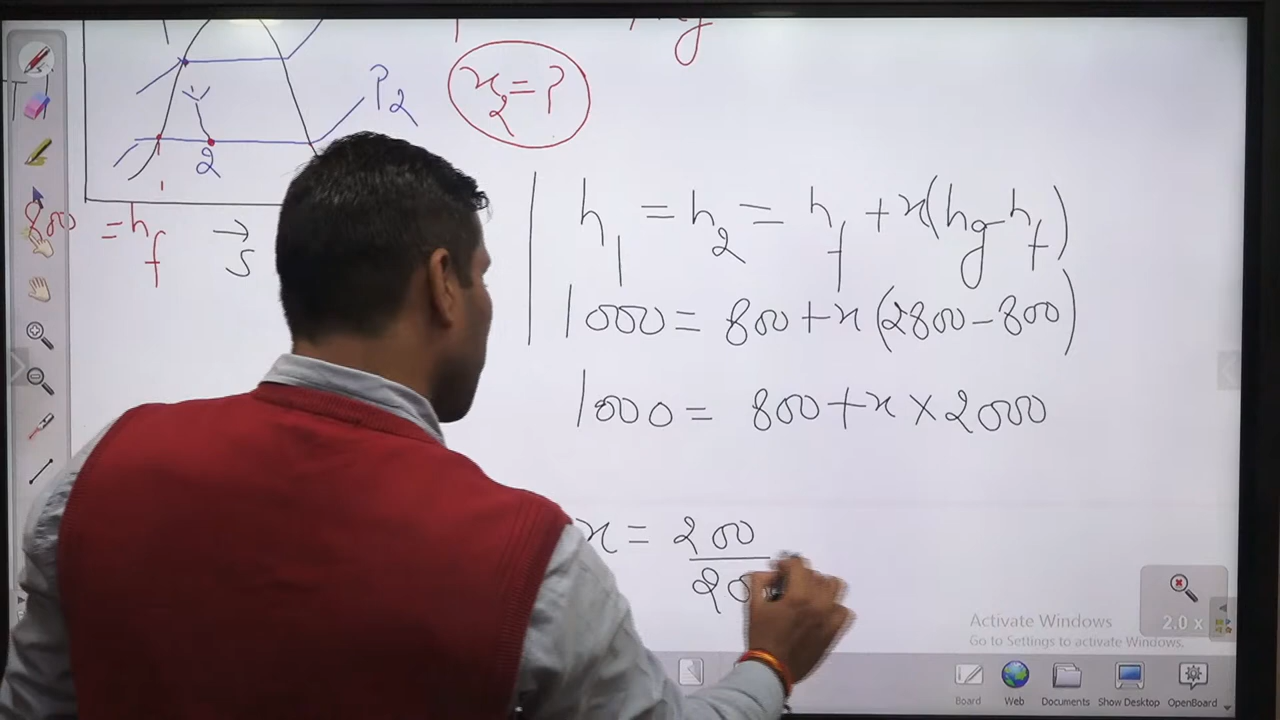 P₂
x₂ = ?
2
1
800 = h_f
→ s
h₁ = h₂ = h_f + x(h_g - h_f)
1000 = 800 + x(2800 - 800)
1000 = 800 + x × 2000
x = 200/20
Activate Windows
Go to Settings to activate Windows.
2.0 x
Board Web Documents Show Desktop OpenBoard